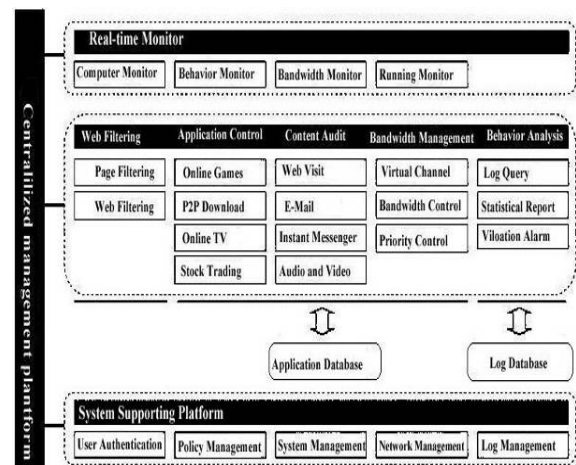 Centralilized management plantform
Real-time Monitor
Computer Monitor
Behavior Monitor
Bandwidth Monitor
Running Monitor
Web Filtering
Application Control
Content Audit
Bandwidth Management
Behavior Analysis
Page Filtering
Online Games
Web Visit
Virtual Channel
Log Query
Web Filtering
P2P Download
E-Mail
Bandwidth Control
Statistical Report
Online TV
Instant Messenger
Priority Control
Viloation Alarm
Stock Trading
Audio and Video
Application Database
Log Database
System Supporting Platform
User Authentication
Policy Management
System Management
Network Management
Log Management